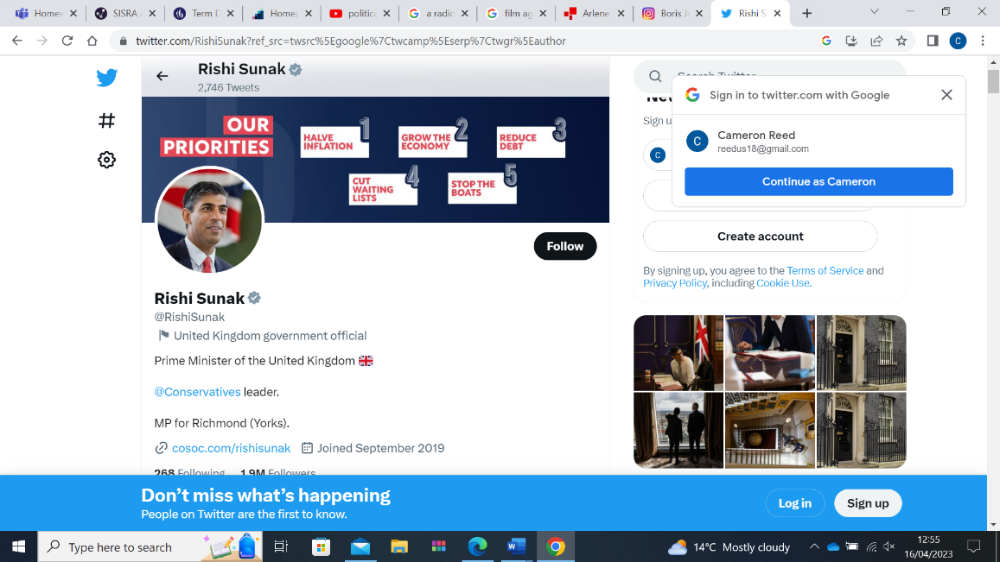 Homew
SISRA A
Term D
Homep
politica
a radio
film ag
Arlene
Boris Jo
Rishi S
twitter.com/RishiSunak?ref_src=twsrc%5Egoogle%7Ctwcamp%5Eserp%7Ctwgr%5Eauthor
C
Rishi Sunak
2,746 Tweets
OUR
PRIORITIES
HALVE
INFLATION
1
GROW THE
ECONOMY
2
REDUCE
DEBT
3
CUT
WAITING
LISTS
4
STOP THE
BOATS
5
Follow
Rishi Sunak
@RishiSunak
United Kingdom government official
Prime Minister of the United Kingdom 🇬🇧
@Conservatives leader.
MP for Richmond (Yorks).
cosoc.com/rishisunak Joined September 2019
268 Following 1.9M Followers
Search Twitter
Sign u
C
Sign in to twitter.com with Google
C
Cameron Reed
reedus18@gmail.com
Continue as Cameron
Create account
By signing up, you agree to the Terms of Service and
Privacy Policy, including Cookie Use.
Don't miss what's happening
People on Twitter are the first to know.
Log in
Sign up
Type here to search
14°C Mostly cloudy
12:55
16/04/2023